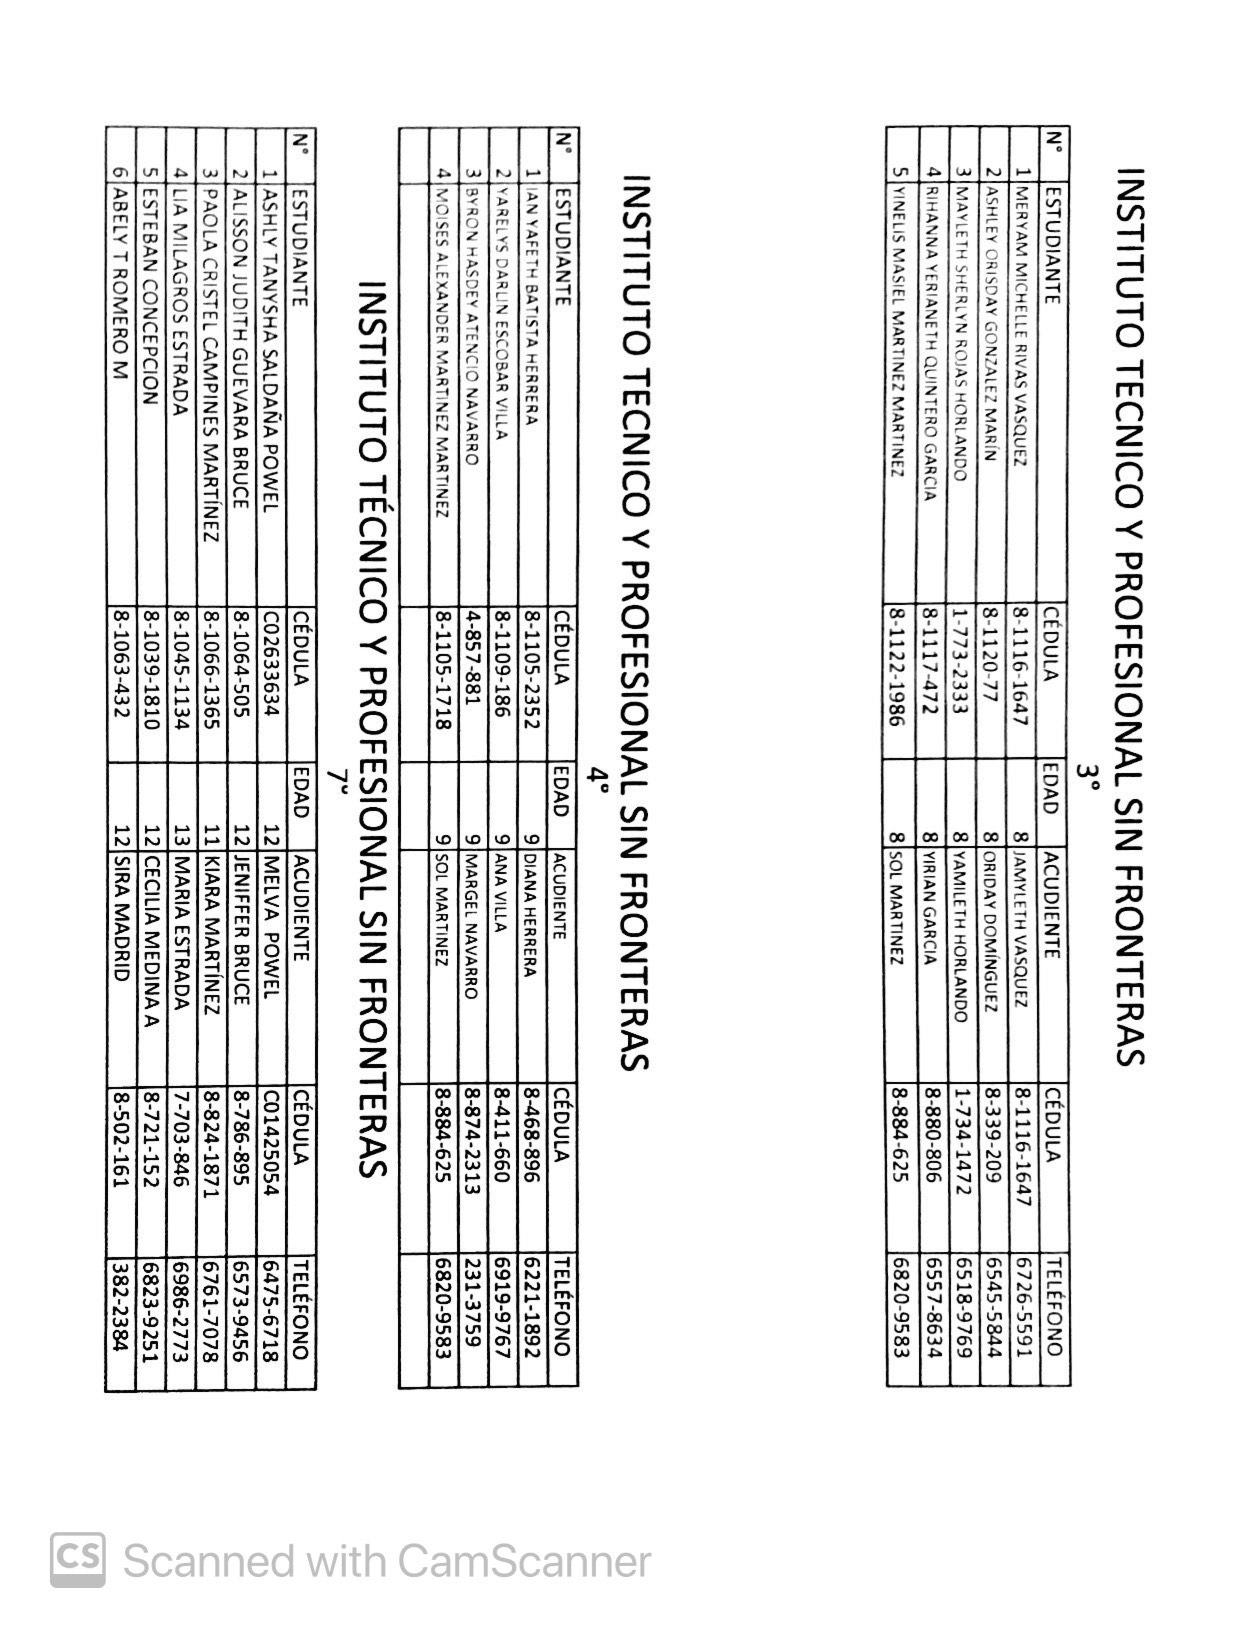 INSTITUTO TECNICO Y PROFESIONAL SIN FRONTERAS
3°
N° ESTUDIANTE CÉDULA EDAD ACUDIENTE CÉDULA TELÉFONO
1 MERYAM MICHELLE RIVAS VASQUEZ 8-1116-1647 8 JAMYLETH VASQUEZ 8-1116-1647 6726-5591
2 ASHLEY ORISDAY GONZALEZ MARÍN 8-1120-77 8 ORIDAY DOMÍNGUEZ 8-339-209 6545-5844
3 MAYLETH SHERLYN ROJAS HORLANDO 1-773-2333 8 YAMILETH HORLANDO 1-734-1472 6518-9769
4 RIHANNA YERIANETH QUINTERO GARCIA 8-1117-472 8 YIRIAN GARCIA 8-880-806 6557-8634
5 YINELIS MASIEL MARTINEZ MARTINEZ 8-1122-1986 8 SOL MARTINEZ 8-884-625 6820-9583
INSTITUTO TECNICO Y PROFESIONAL SIN FRONTERAS
4°
N° ESTUDIANTE CÉDULA EDAD ACUDIENTE CÉDULA TELÉFONO
1 IAN YAFETH BATISTA HERRERA 8-1105-2352 9 DIANA HERRERA 8-468-896 6221-1892
2 YARELYS DARLIN ESCOBAR VILLA 8-1109-186 9 ANA VILLA 8-411-660 6919-9767
3 BYRON HASDEY ATENCIO NAVARRO 4-857-881 9 MARGEL NAVARRO 8-874-2313 231-3759
4 MOISES ALEXANDER MARTINEZ MARTINEZ 8-1105-1718 9 SOL MARTINEZ 8-884-625 6820-9583
INSTITUTO TÉCNICO Y PROFESIONAL SIN FRONTERAS
7°
N° ESTUDIANTE CÉDULA EDAD ACUDIENTE CÉDULA TELÉFONO
1 ASHLY TANYSHA SALDAÑA POWEL C02633634 12 MELVA POWEL C01425054 6475-6718
2 ALISSON JUDITH GUEVARA BRUCE 8-1064-505 12 JENIFFER BRUCE 8-786-895 6573-9456
3 PAOLA CRISTEL CAMPINES MARTÍNEZ 8-1066-1365 11 KIARA MARTÍNEZ 8-824-1871 6761-7078
4 LIA MILAGROS ESTRADA 8-1045-1134 13 MARIA ESTRADA 7-703-846 6986-2773
5 ESTEBAN CONCEPCION 8-1039-1810 12 CECILIA MEDINA A 8-721-152 6823-9251
6 ABELY T ROMERO M 8-1063-432 12 SIRA MADRID 8-502-161 382-2384
CS Scanned with CamScanner